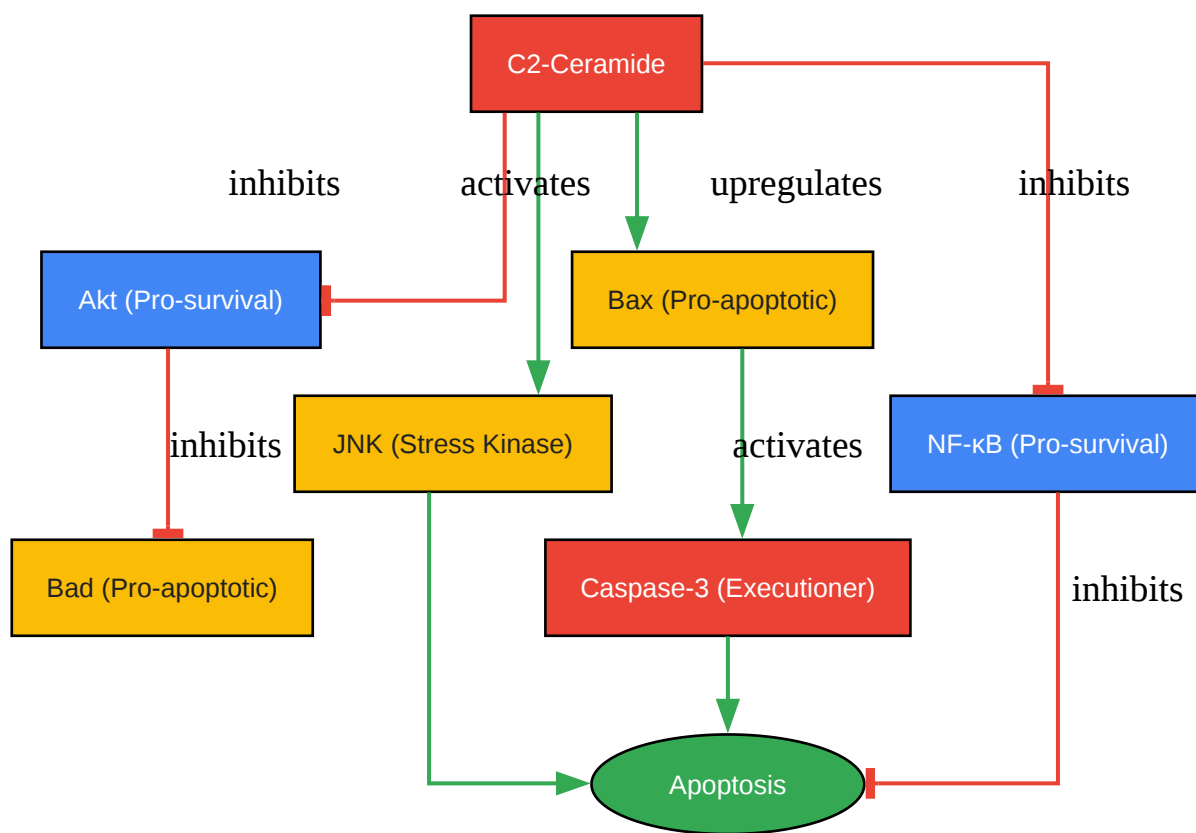 C2-Ceramide
inhibits
activates
upregulates
inhibits
Akt (Pro-survival)
Bax (Pro-apoptotic)
inhibits
JNK (Stress Kinase)
activates
NF-κB (Pro-survival)
Bad (Pro-apoptotic)
Caspase-3 (Executioner)
inhibits
Apoptosis